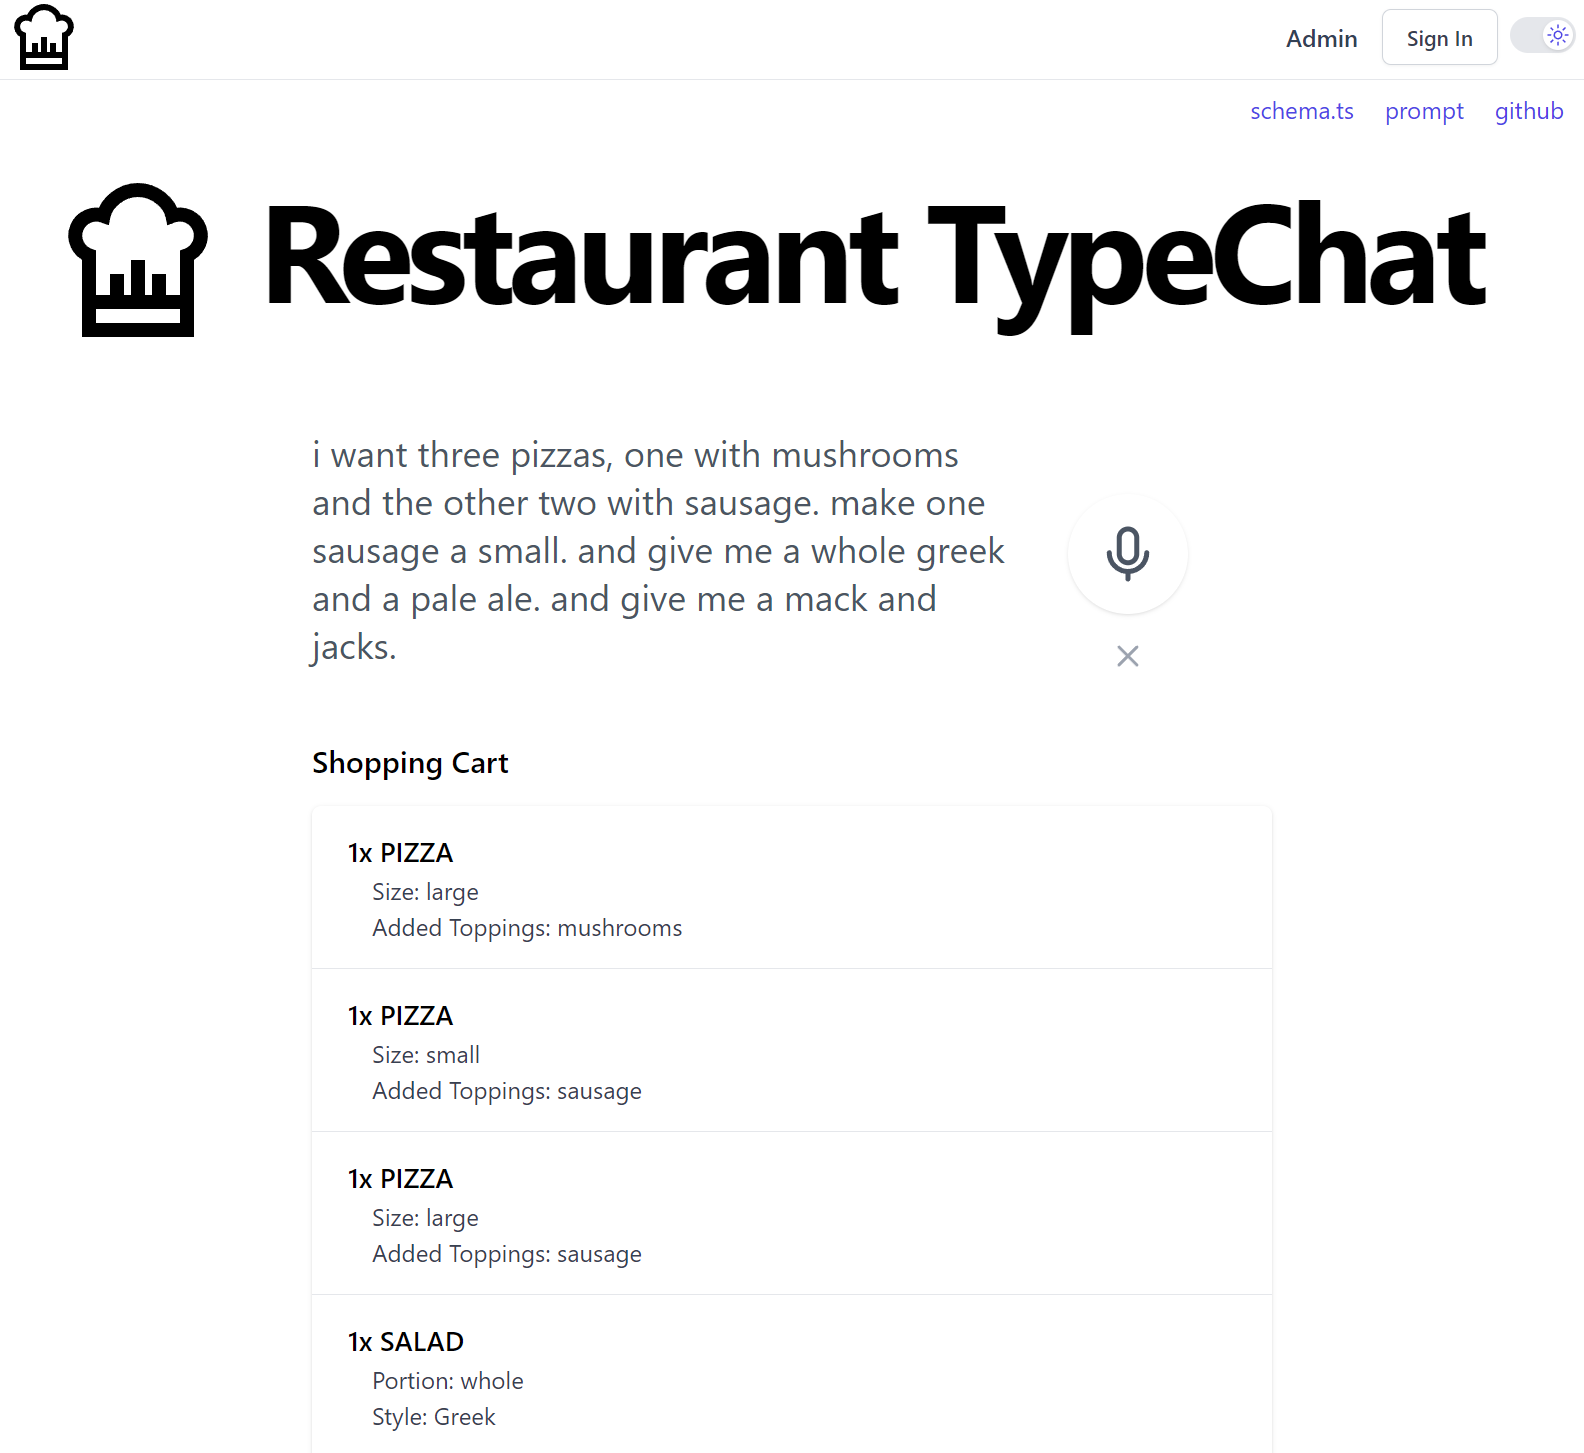 Admin
Sign In
schema.ts prompt github
Restaurant TypeChat
i want three pizzas, one with mushrooms
and the other two with sausage. make one
sausage a small. and give me a whole greek
and a pale ale. and give me a mack and
jacks.
Shopping Cart
1x PIZZA
Size: large
Added Toppings: mushrooms
1x PIZZA
Size: small
Added Toppings: sausage
1x PIZZA
Size: large
Added Toppings: sausage
1x SALAD
Portion: whole
Style: Greek